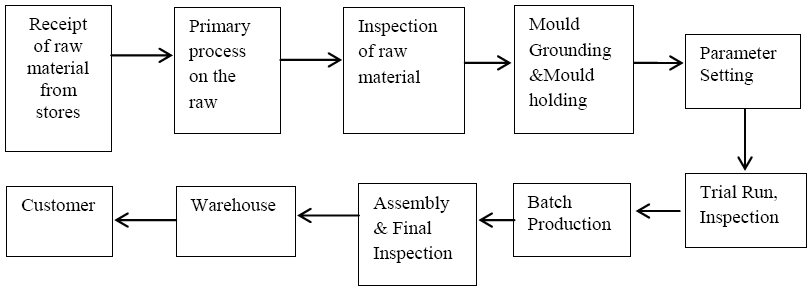 Receipt
of raw
material
from
stores
Primary
process
on the
raw
Inspection
of raw
material
Mould
Grounding
&Mould
holding
Parameter
Setting
Trial Run,
Inspection
Batch
Production
Assembly
& Final
Inspection
Warehouse
Customer